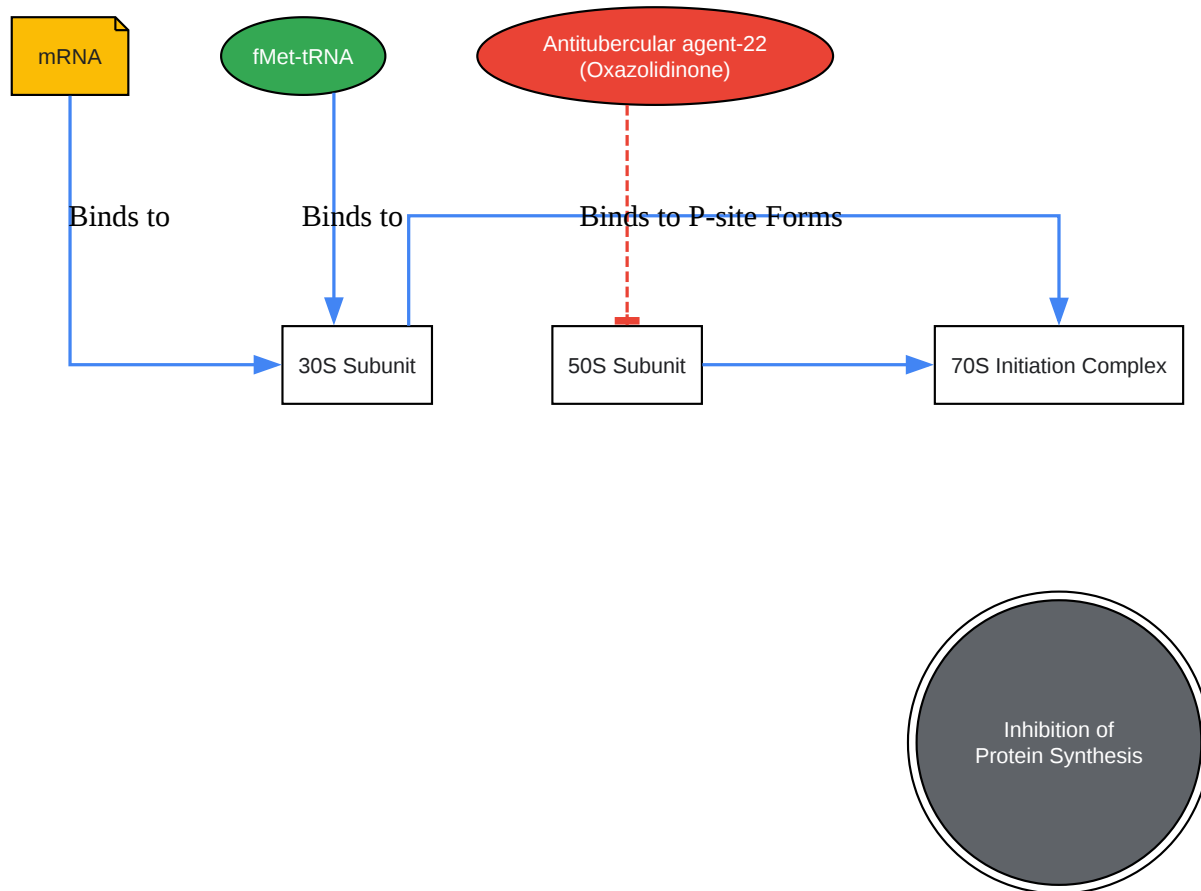 mRNA
fMet-tRNA
Antitubercular agent-22
(Oxazolidinone)
Binds to
Binds to
Binds to P-site Forms
30S Subunit
50S Subunit
70S Initiation Complex
Inhibition of
Protein Synthesis